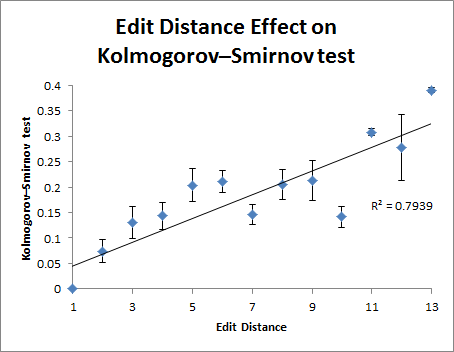 Edit Distance Effect on
Kolmogorov–Smirnov test
0.4
0.35
0.3
0.25
0.2
0.15
0.1
0.05
0
Kolmogorov–Smirnov test
R² = 0.7939
1 3 5 7 9 11 13
Edit Distance